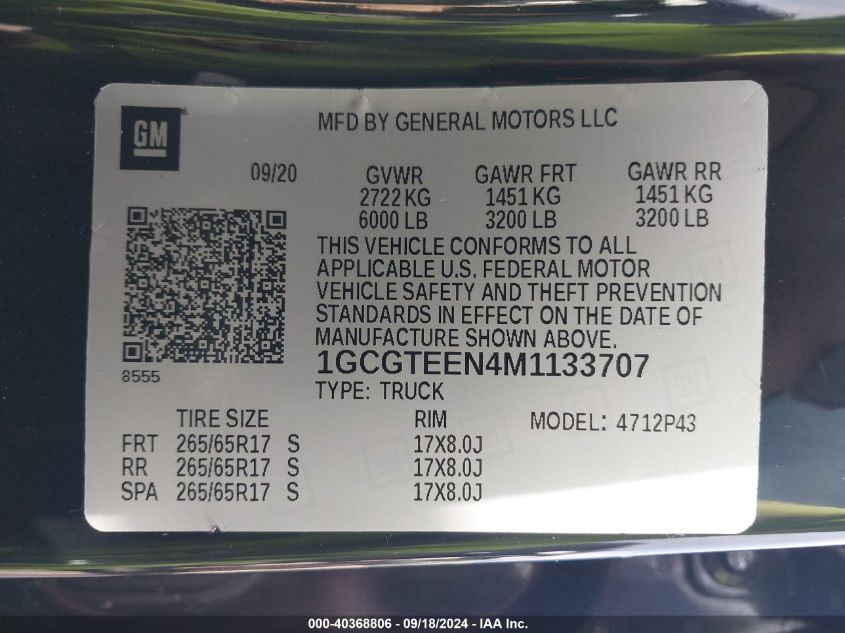 GM ®
MFD BY GENERAL MOTORS LLC
09/20
GVWR GAWR FRT GAWR RR
2722 KG 1451 KG 1451 KG
6000 LB 3200 LB 3200 LB
THIS VEHICLE CONFORMS TO ALL
APPLICABLE U.S. FEDERAL MOTOR
VEHICLE SAFETY AND THEFT PREVENTION
STANDARDS IN EFFECT ON THE DATE OF
MANUFACTURE SHOWN ABOVE.
1GCGTEEN4M1133707
8555
TYPE: TRUCK
TIRE SIZE RIM MODEL: 4712P43
FRT 265/65R17 S 17X8.0J
RR 265/65R17 S 17X8.0J
SPA 265/65R17 S 17X8.0J
000-40368806 - 09/18/2024 - IAA Inc.